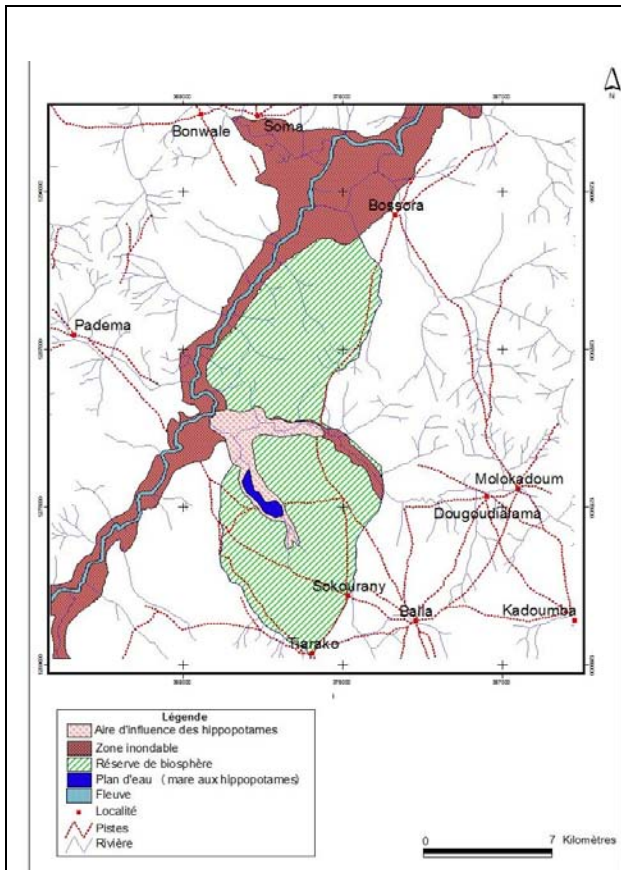 N
Bonwale
Soma
Bossora
Padema
Molokadoum
Dougoudialama
Sokourany
Balla
Kadoumba
Tiarako
Légende
Aire d'influence des hippopotames
Zone inondable
Réserve de biosphère
Plan d'eau ( mare aux hippopotames)
Fleuve
Localité
Pistes
Rivière
0 7 Kilomètres